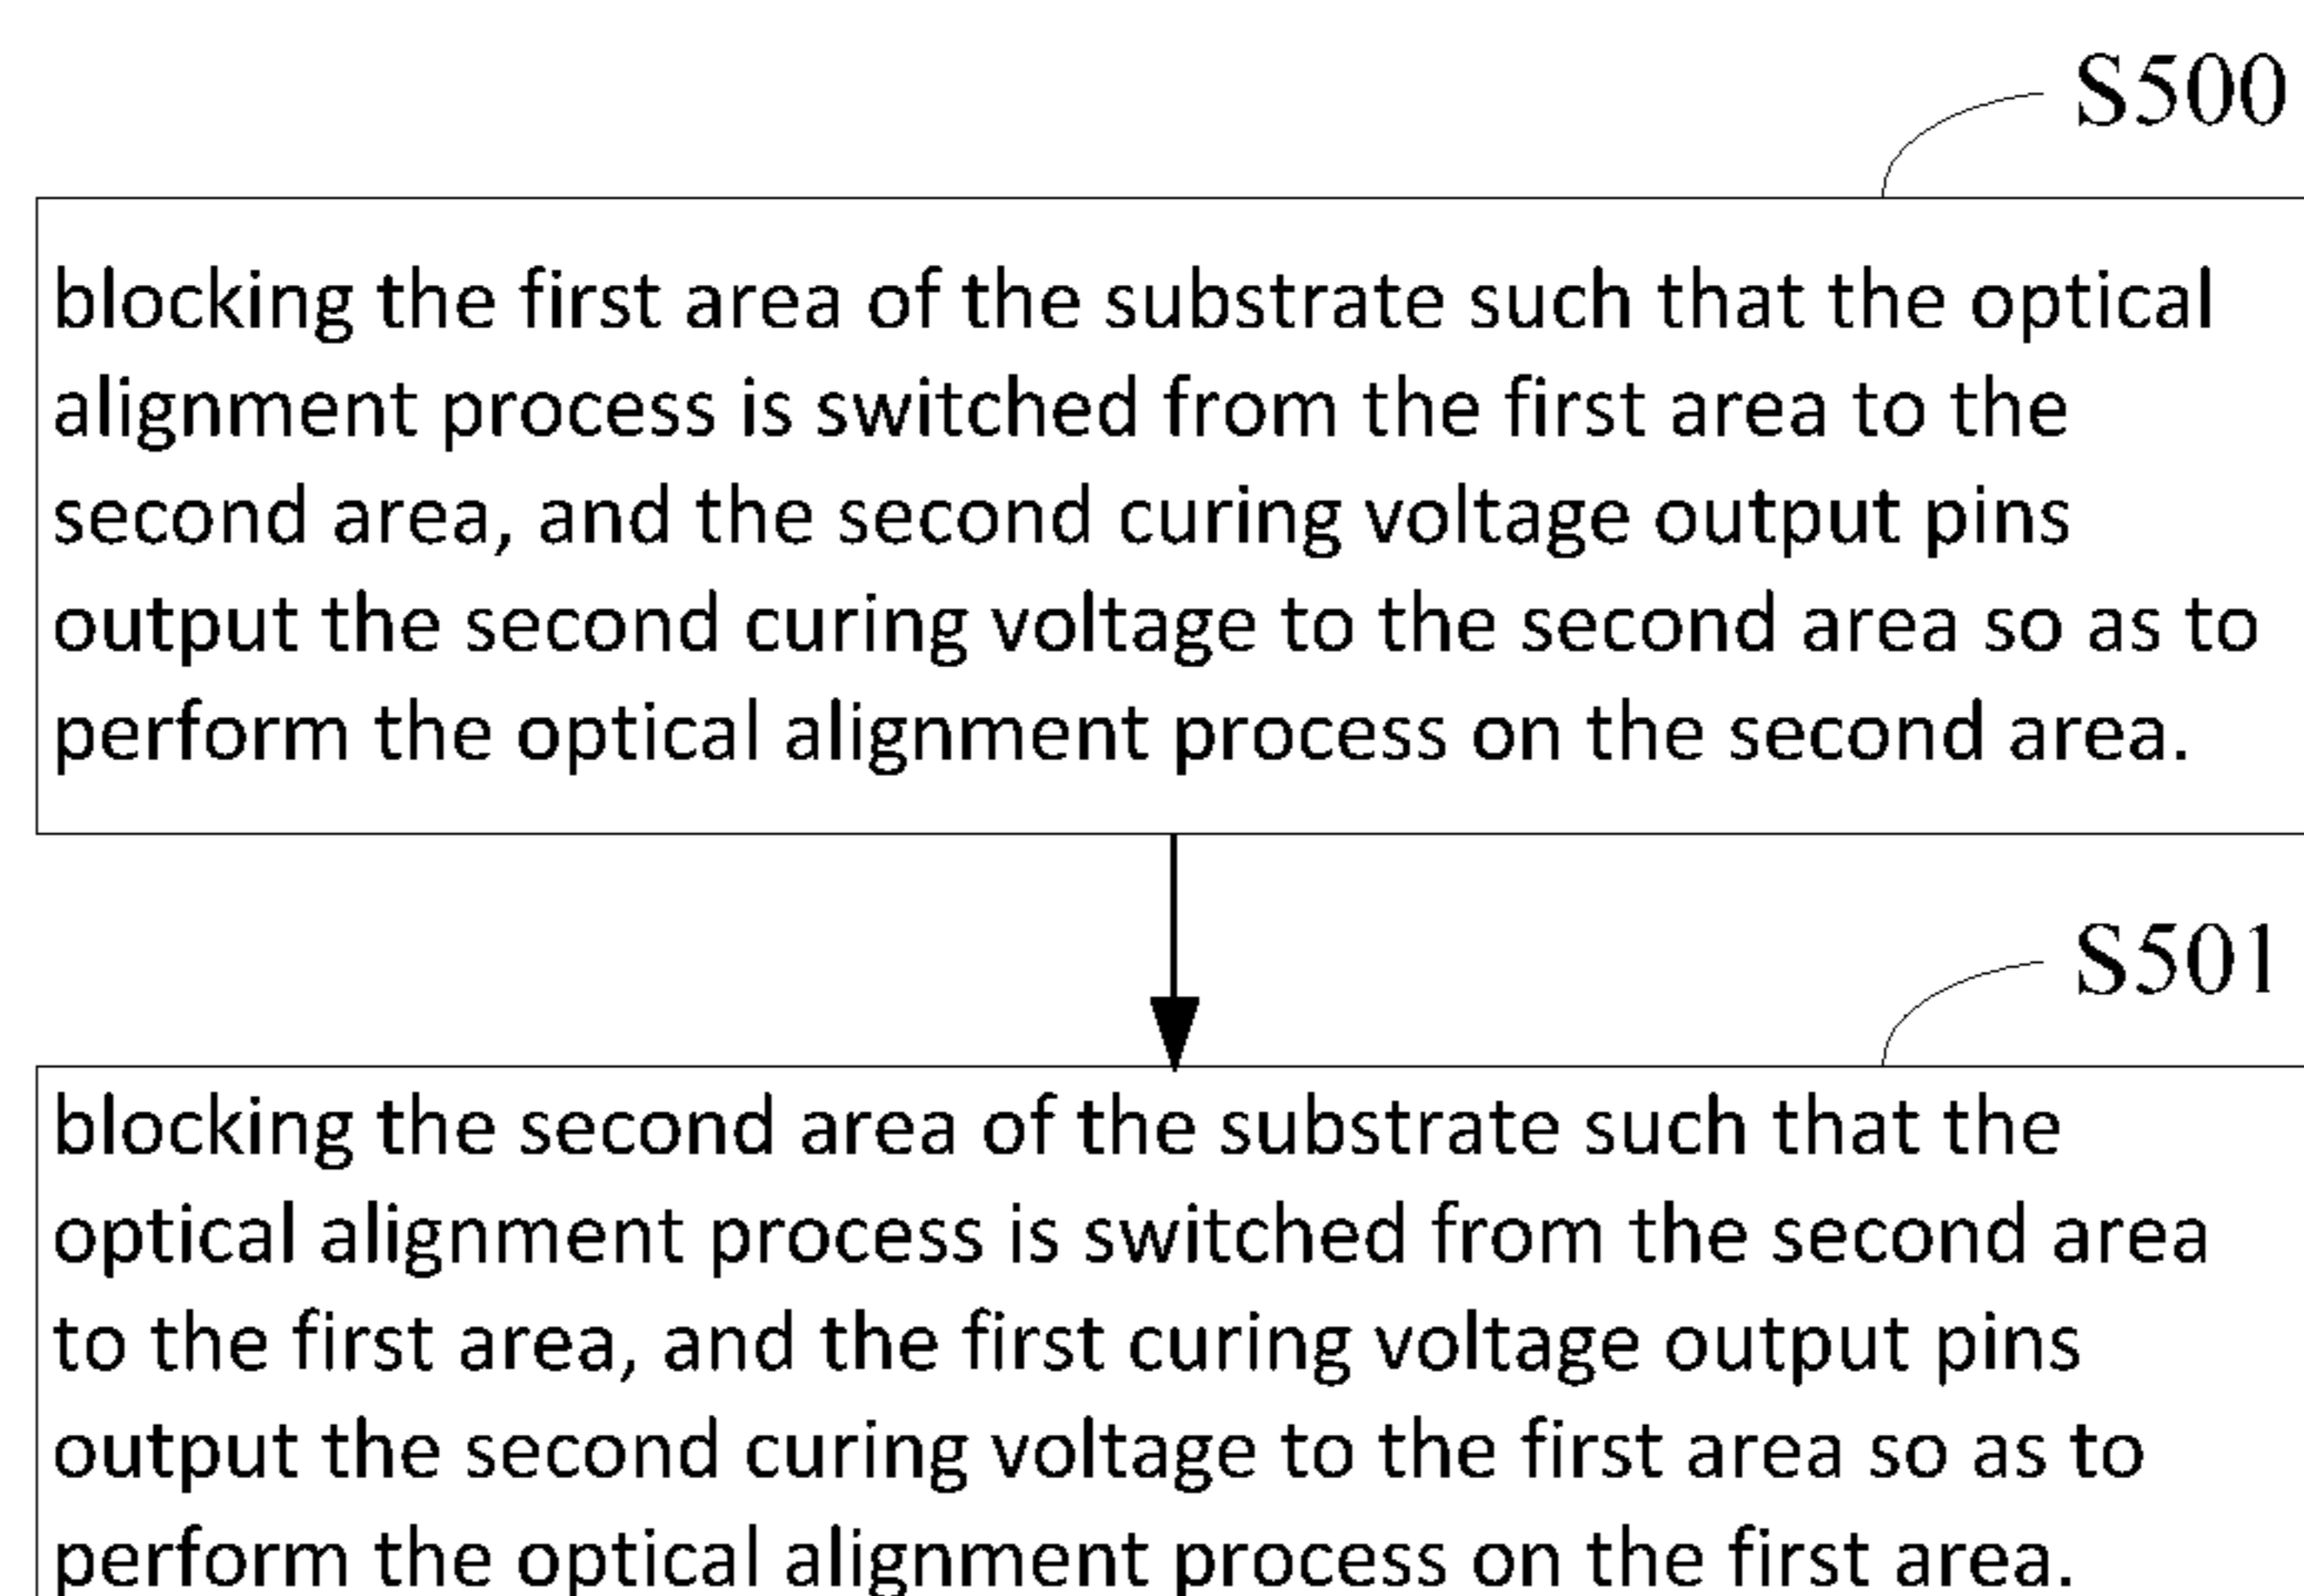 S500
blocking the first area of the substrate such that the optical
alignment process is switched from the first area to the
second area, and the second curing voltage output pins
output the second curing voltage to the second area so as to
perform the optical alignment process on the second area.
S501
blocking the second area of the substrate such that the
optical alignment process is switched from the second area
to the first area, and the first curing voltage output pins
output the second curing voltage to the first area so as to
perform the optical alignment process on the first area.